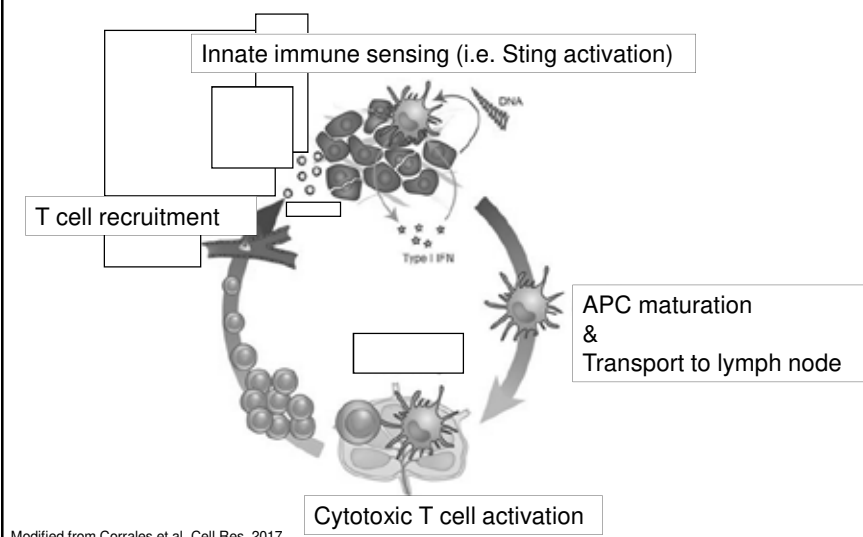 Innate immune sensing (i.e. Sting activation)
DNA
T cell recruitment
Type I IFN
APC maturation
&
Transport to lymph node
Cytotoxic T cell activation
Modified from Corrales et al. Cell Res. 2017